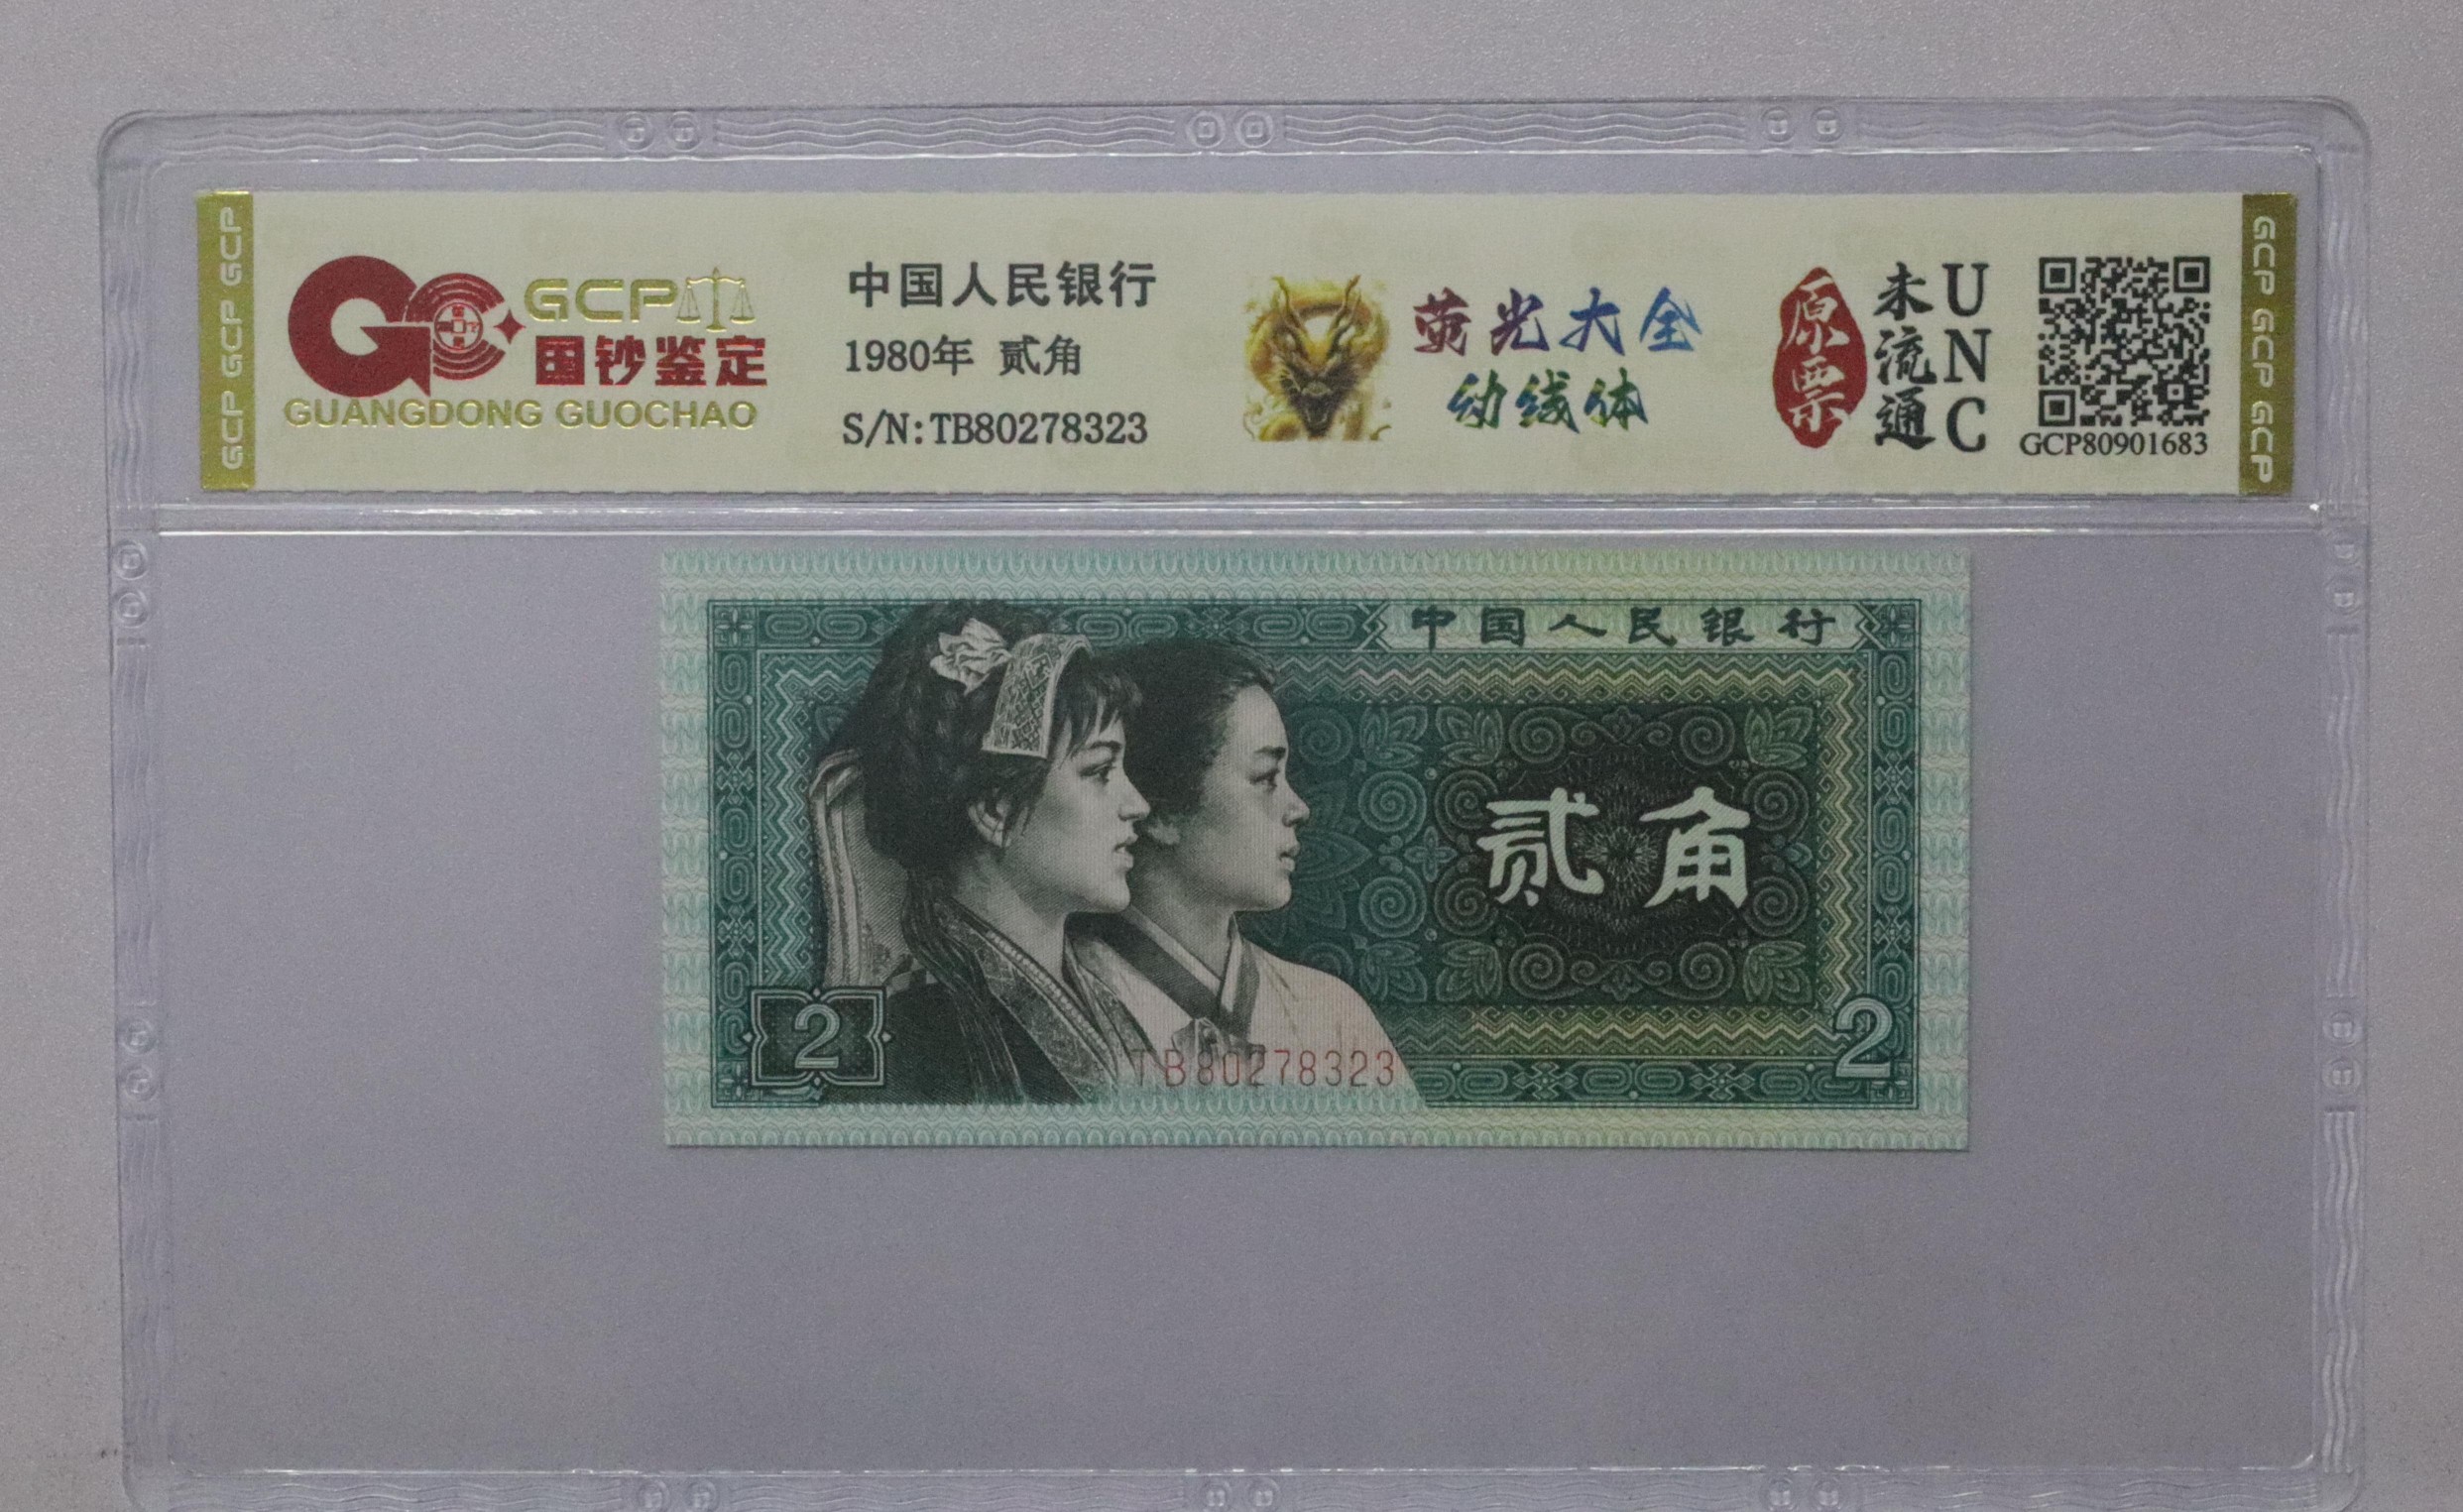 GCP GCP GCP
GCP
国钞鉴定
GUANGDONG GUOCHAO
中国人民银行
1980年 贰角
S/N:TB80278323
荧光大全
幼线体
原票
未流通
UNC
GCP80901683
GCP GCP GCP
中国人民银行
贰角
2
2
TB80278323